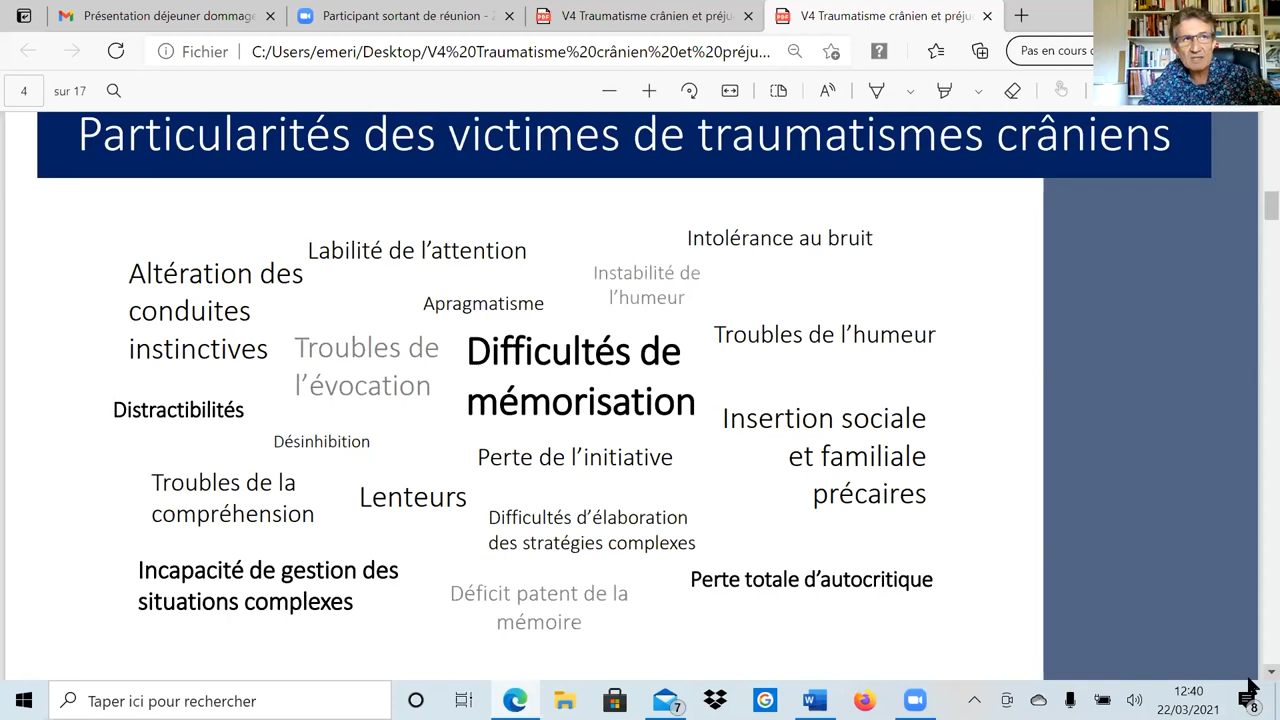 Présentation déjeuner dommage
Participant sortant de réunion - 2
V4 Traumatisme crânien et préju
V4 Traumatisme crânien et préju
Fichier
C:/Users/emeri/Desktop/V4%20Traumatisme%20crânien%20et%20préju...
Pas en cours d
4
sur 17
Particularités des victimes de traumatismes crâniens
Intolérance au bruit
Labilité de l’attention
Altération des
conduites
instinctives
Instabilité de
l’humeur
Apragmatisme
Troubles de l’humeur
Troubles de
l’évocation
Difficultés de
mémorisation
Distractibilités
Insertion sociale
et familiale
précaires
Désinhibition
Perte de l’initiative
Troubles de la
compréhension
Lenteurs
Difficultés d’élaboration
des stratégies complexes
Incapacité de gestion des
situations complexes
Perte totale d’autocritique
Déficit patent de la
mémoire
Taper ici pour rechercher
7
12:40
22/03/2021
8